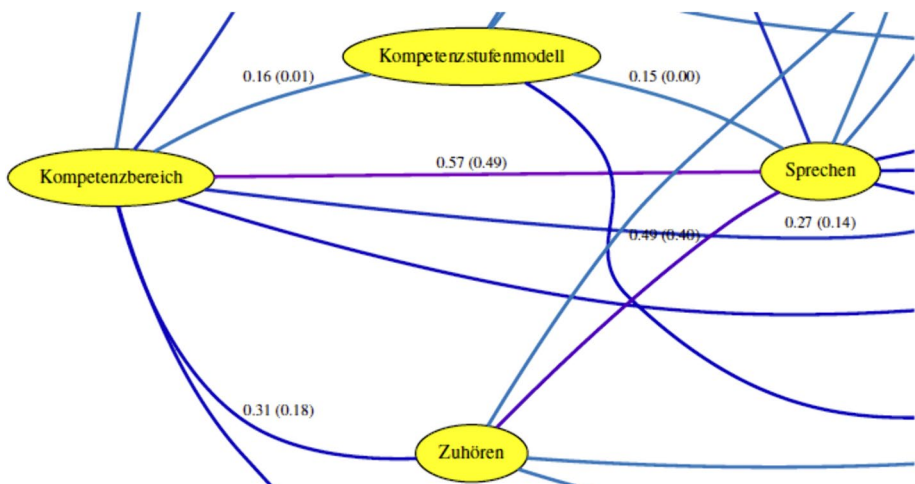 Kompetenzstufenmodell
0.16 (0.01)
0.15 (0.00)
0.57 (0.49)
Kompetenzbereich
Sprechen
0.27 (0.14)
0.49 (0.40)
0.31 (0.18)
Zuhören